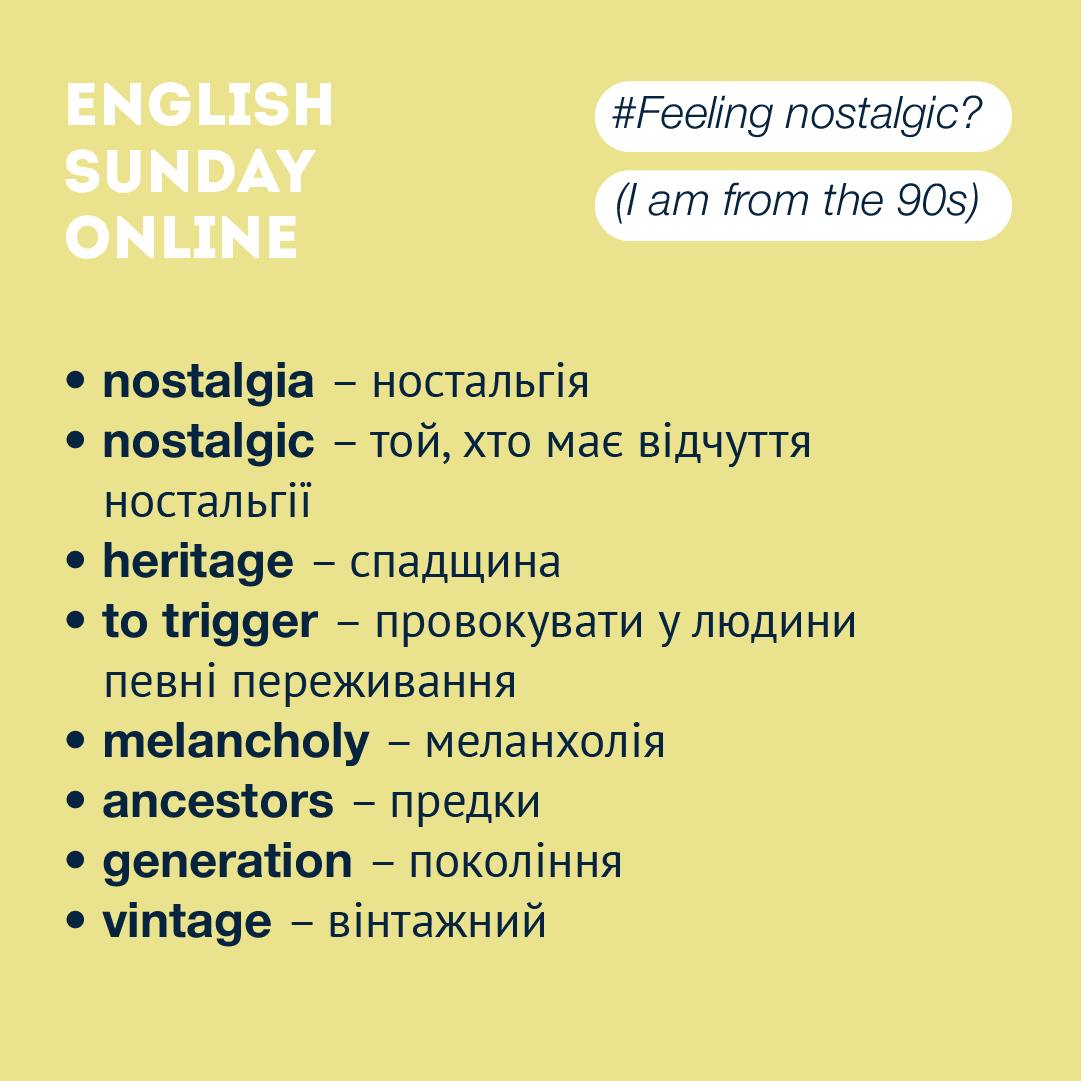 ENGLISH
SUNDAY
ONLINE
#Feeling nostalgic?
(I am from the 90s)
• nostalgia – ностальгія
• nostalgic – той, хто має відчуття
ностальгії
• heritage – спадщина
• to trigger – провокувати у людини
певні переживання
• melancholy – меланхолія
• ancestors – предки
• generation – покоління
• vintage – вінтажний